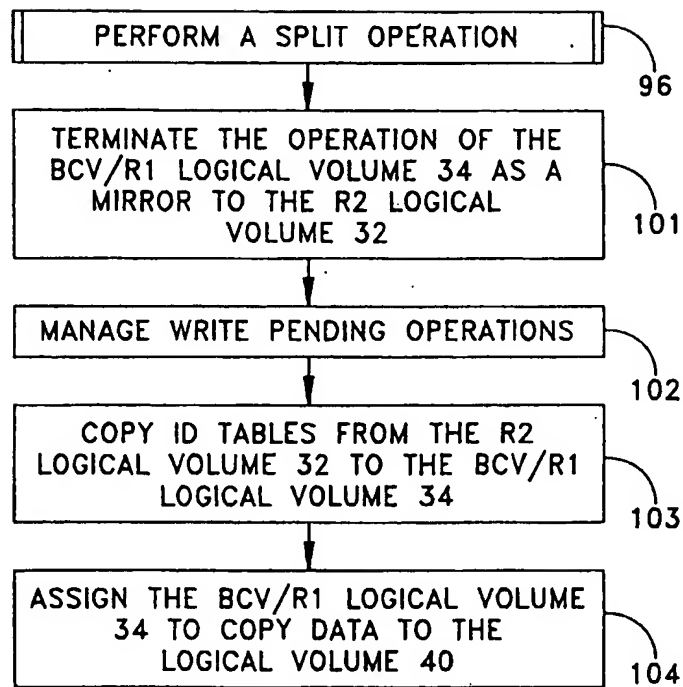 PERFORM A SPLIT OPERATION
96
TERMINATE THE OPERATION OF THE
BCV/R1 LOGICAL VOLUME 34 AS A
MIRROR TO THE R2 LOGICAL
VOLUME 32
101
MANAGE WRITE PENDING OPERATIONS
102
COPY ID TABLES FROM THE R2
LOGICAL VOLUME 32 TO THE BCV/R1
LOGICAL VOLUME 34
103
ASSIGN THE BCV/R1 LOGICAL VOLUME
34 TO COPY DATA TO THE
LOGICAL VOLUME 40
104